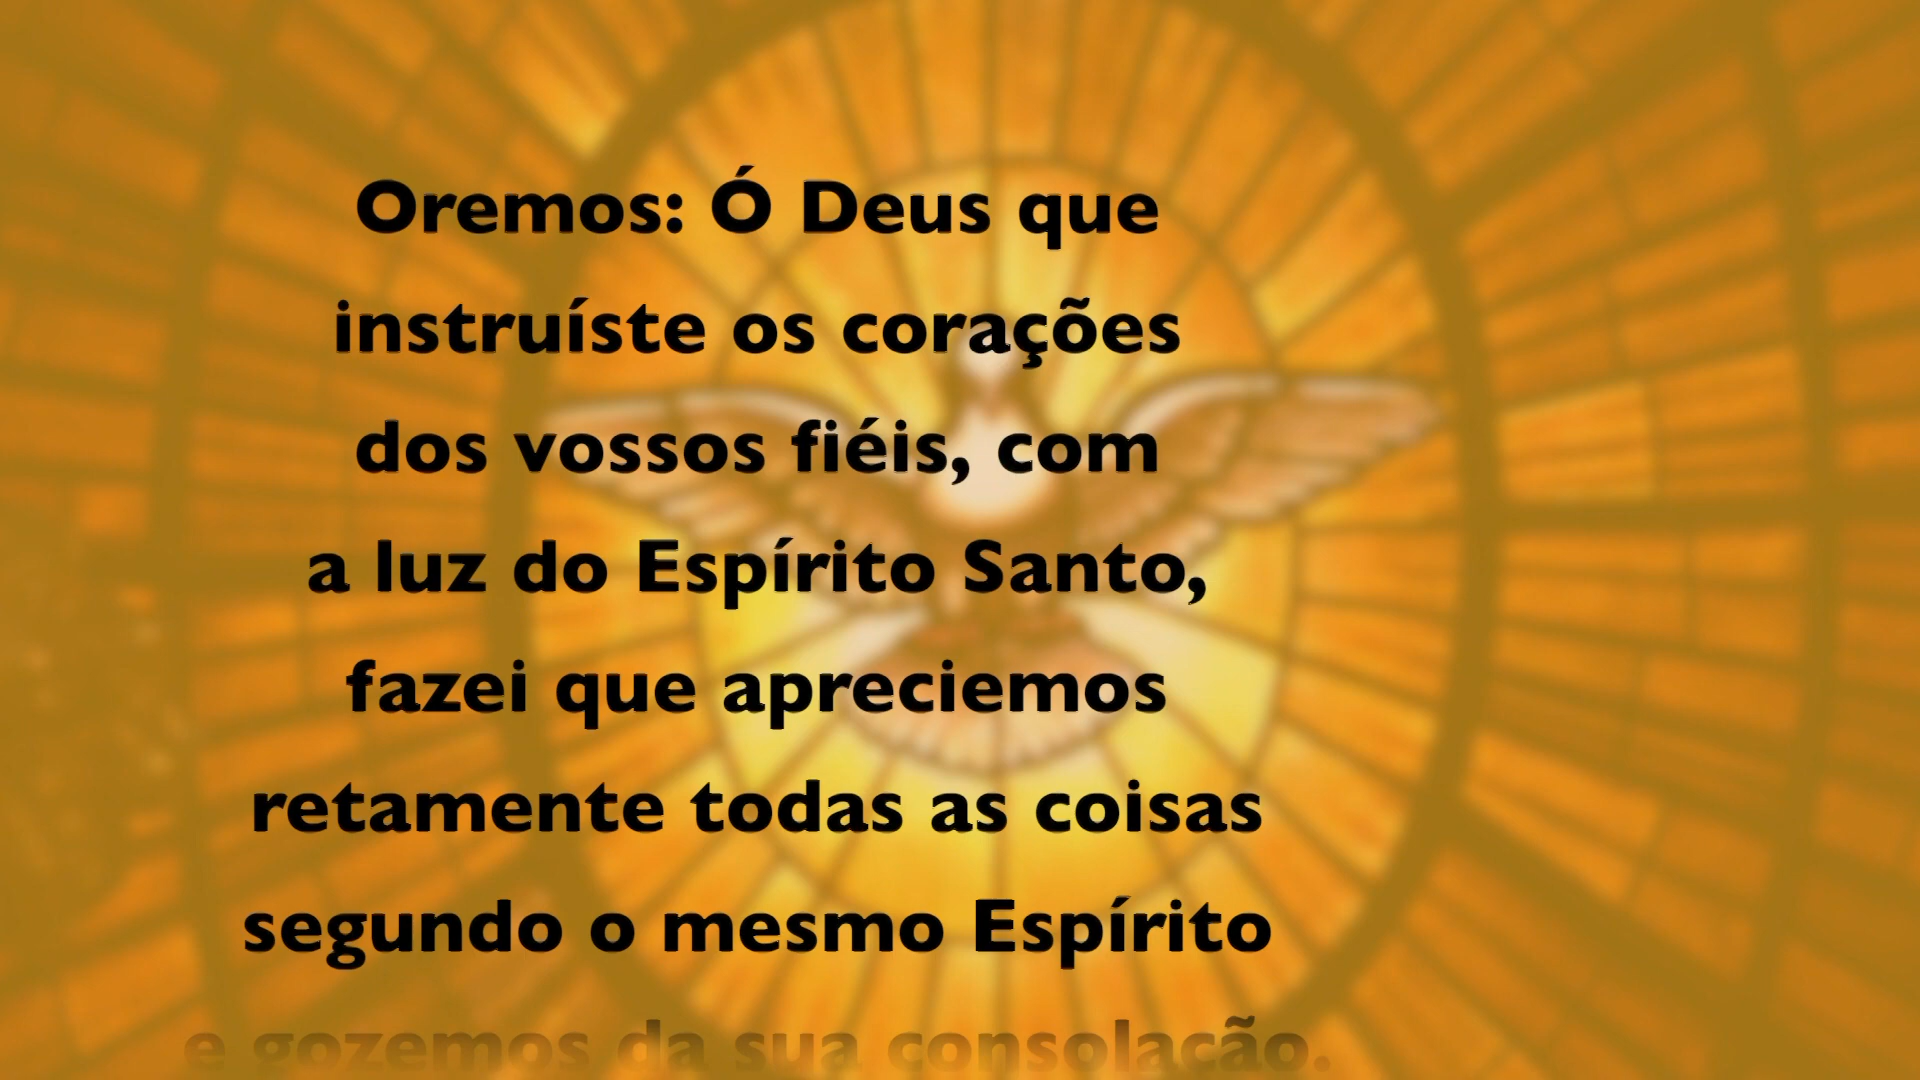 Oremos: Ó Deus que
instruíste os corações
dos vossos fiéis, com
a luz do Espírito Santo,
fazei que apreciemos
retamente todas as coisas
segundo o mesmo Espírito
e gozemos da sua consolação.